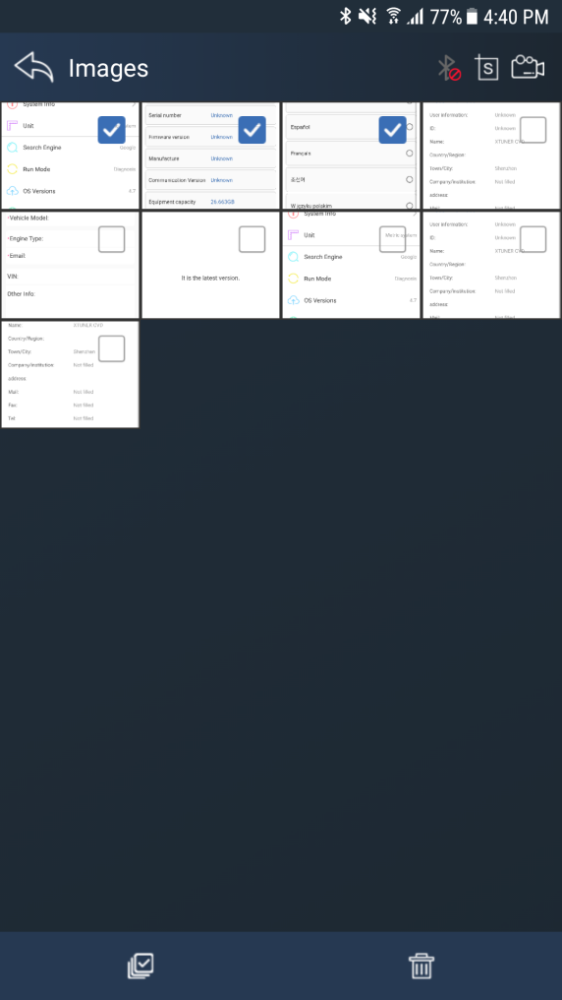 77% 4:40 PM
Images
System Info
Unit
Search Engine Google
Run Mode Diagnosis
OS Versions 4.7
Serial number Unknown
Firmware version Unknown
Manufacture Unknown
Communication Version Unknown
Equipment capacity 26.663GB
Español
Français
조선어
W języku polskim
User information: Unknown
ID: Unknown
Name: XTUNER CVD
Country/Region:
Town/City: Shenzhen
Company/institution Not filled
address
Mail: Not filled
·Vehicle Model:
·Engine Type:
·Email:
VIN:
Other Info:
It is the latest version.
System Info
Unit Metric system
Search Engine Google
Run Mode Diagnosis
OS Versions 4.7
User information: Unknown
ID: Unknown
Name: XTUNER CVD
Country/Region:
Town/City: Shenzhen
Company/institution Not filled
address
Mail: Not filled
Name: XTUNER CVD
Country/Region:
Town/City: Shenzhen
Company/institution Not filled
address
Mail: Not filled
Fax: Not filled
Tel: Not filled